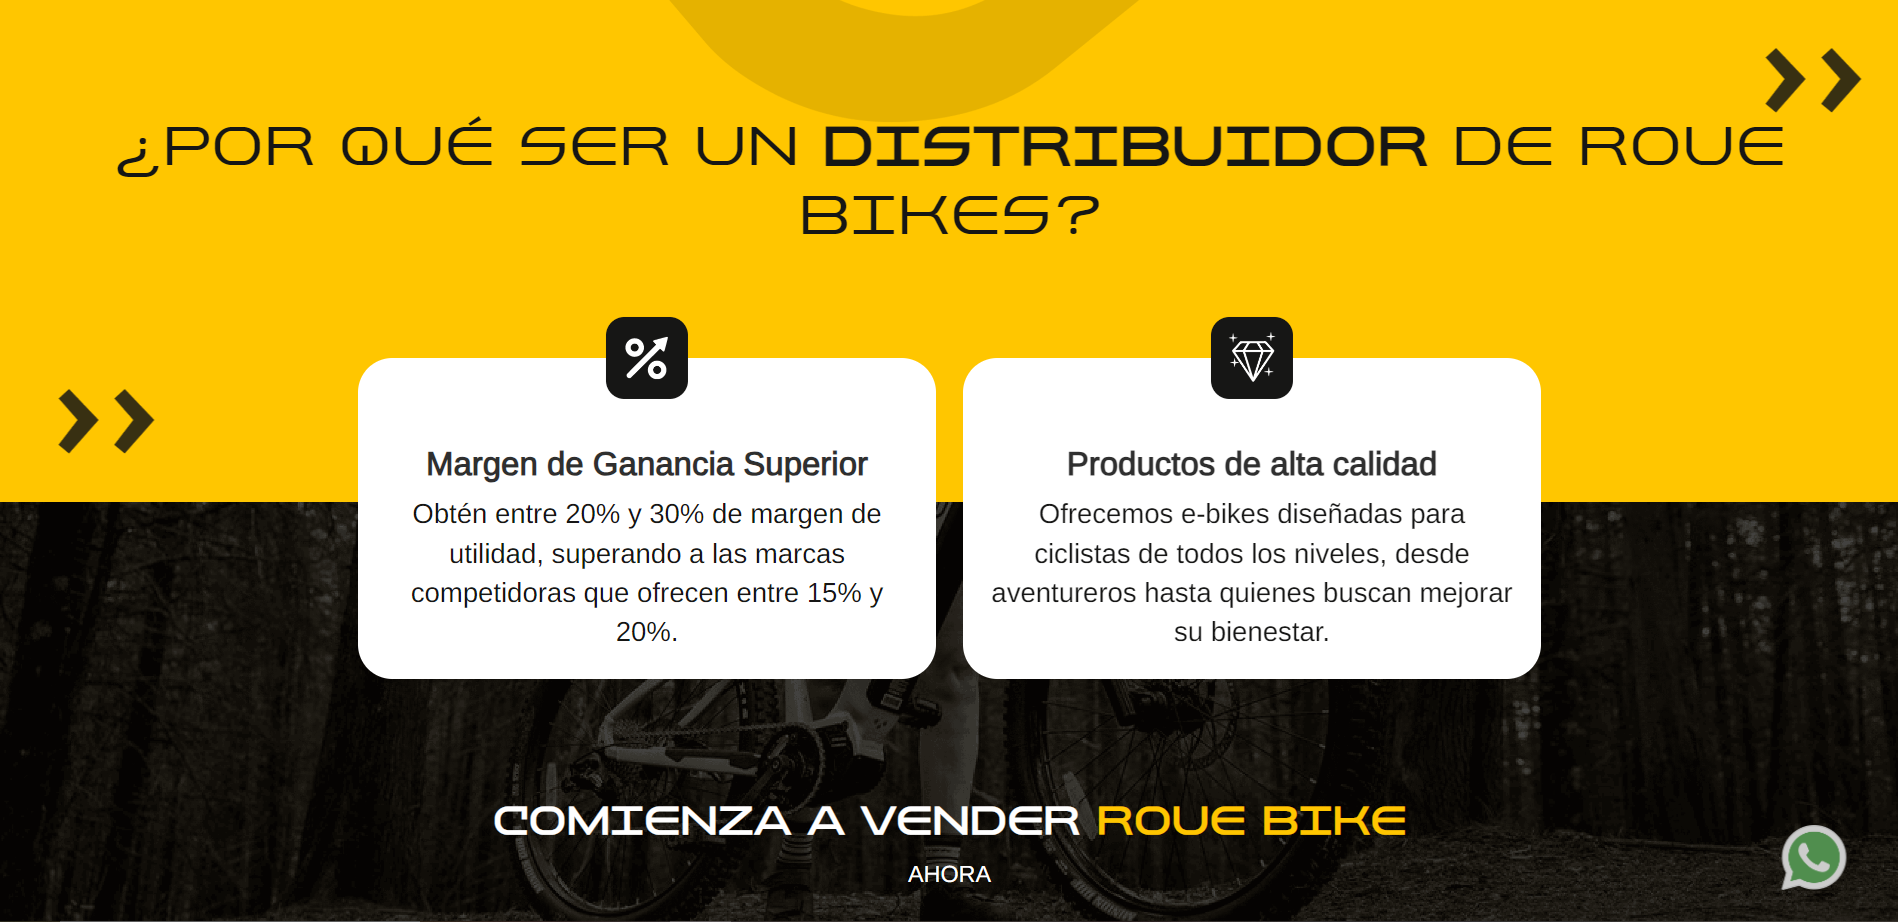 ¿POR QUÉ SER UN DISTRIBUIDOR DE ROUE
BIKES?
Margen de Ganancia Superior
Obtén entre 20% y 30% de margen de
utilidad, superando a las marcas
competidoras que ofrecen entre 15% y
20%.
Productos de alta calidad
Ofrecemos e-bikes diseñadas para
ciclistas de todos los niveles, desde
aventureros hasta quienes buscan mejorar
su bienestar.
COMIENZA A VENDER ROUE BIKE
AHORA